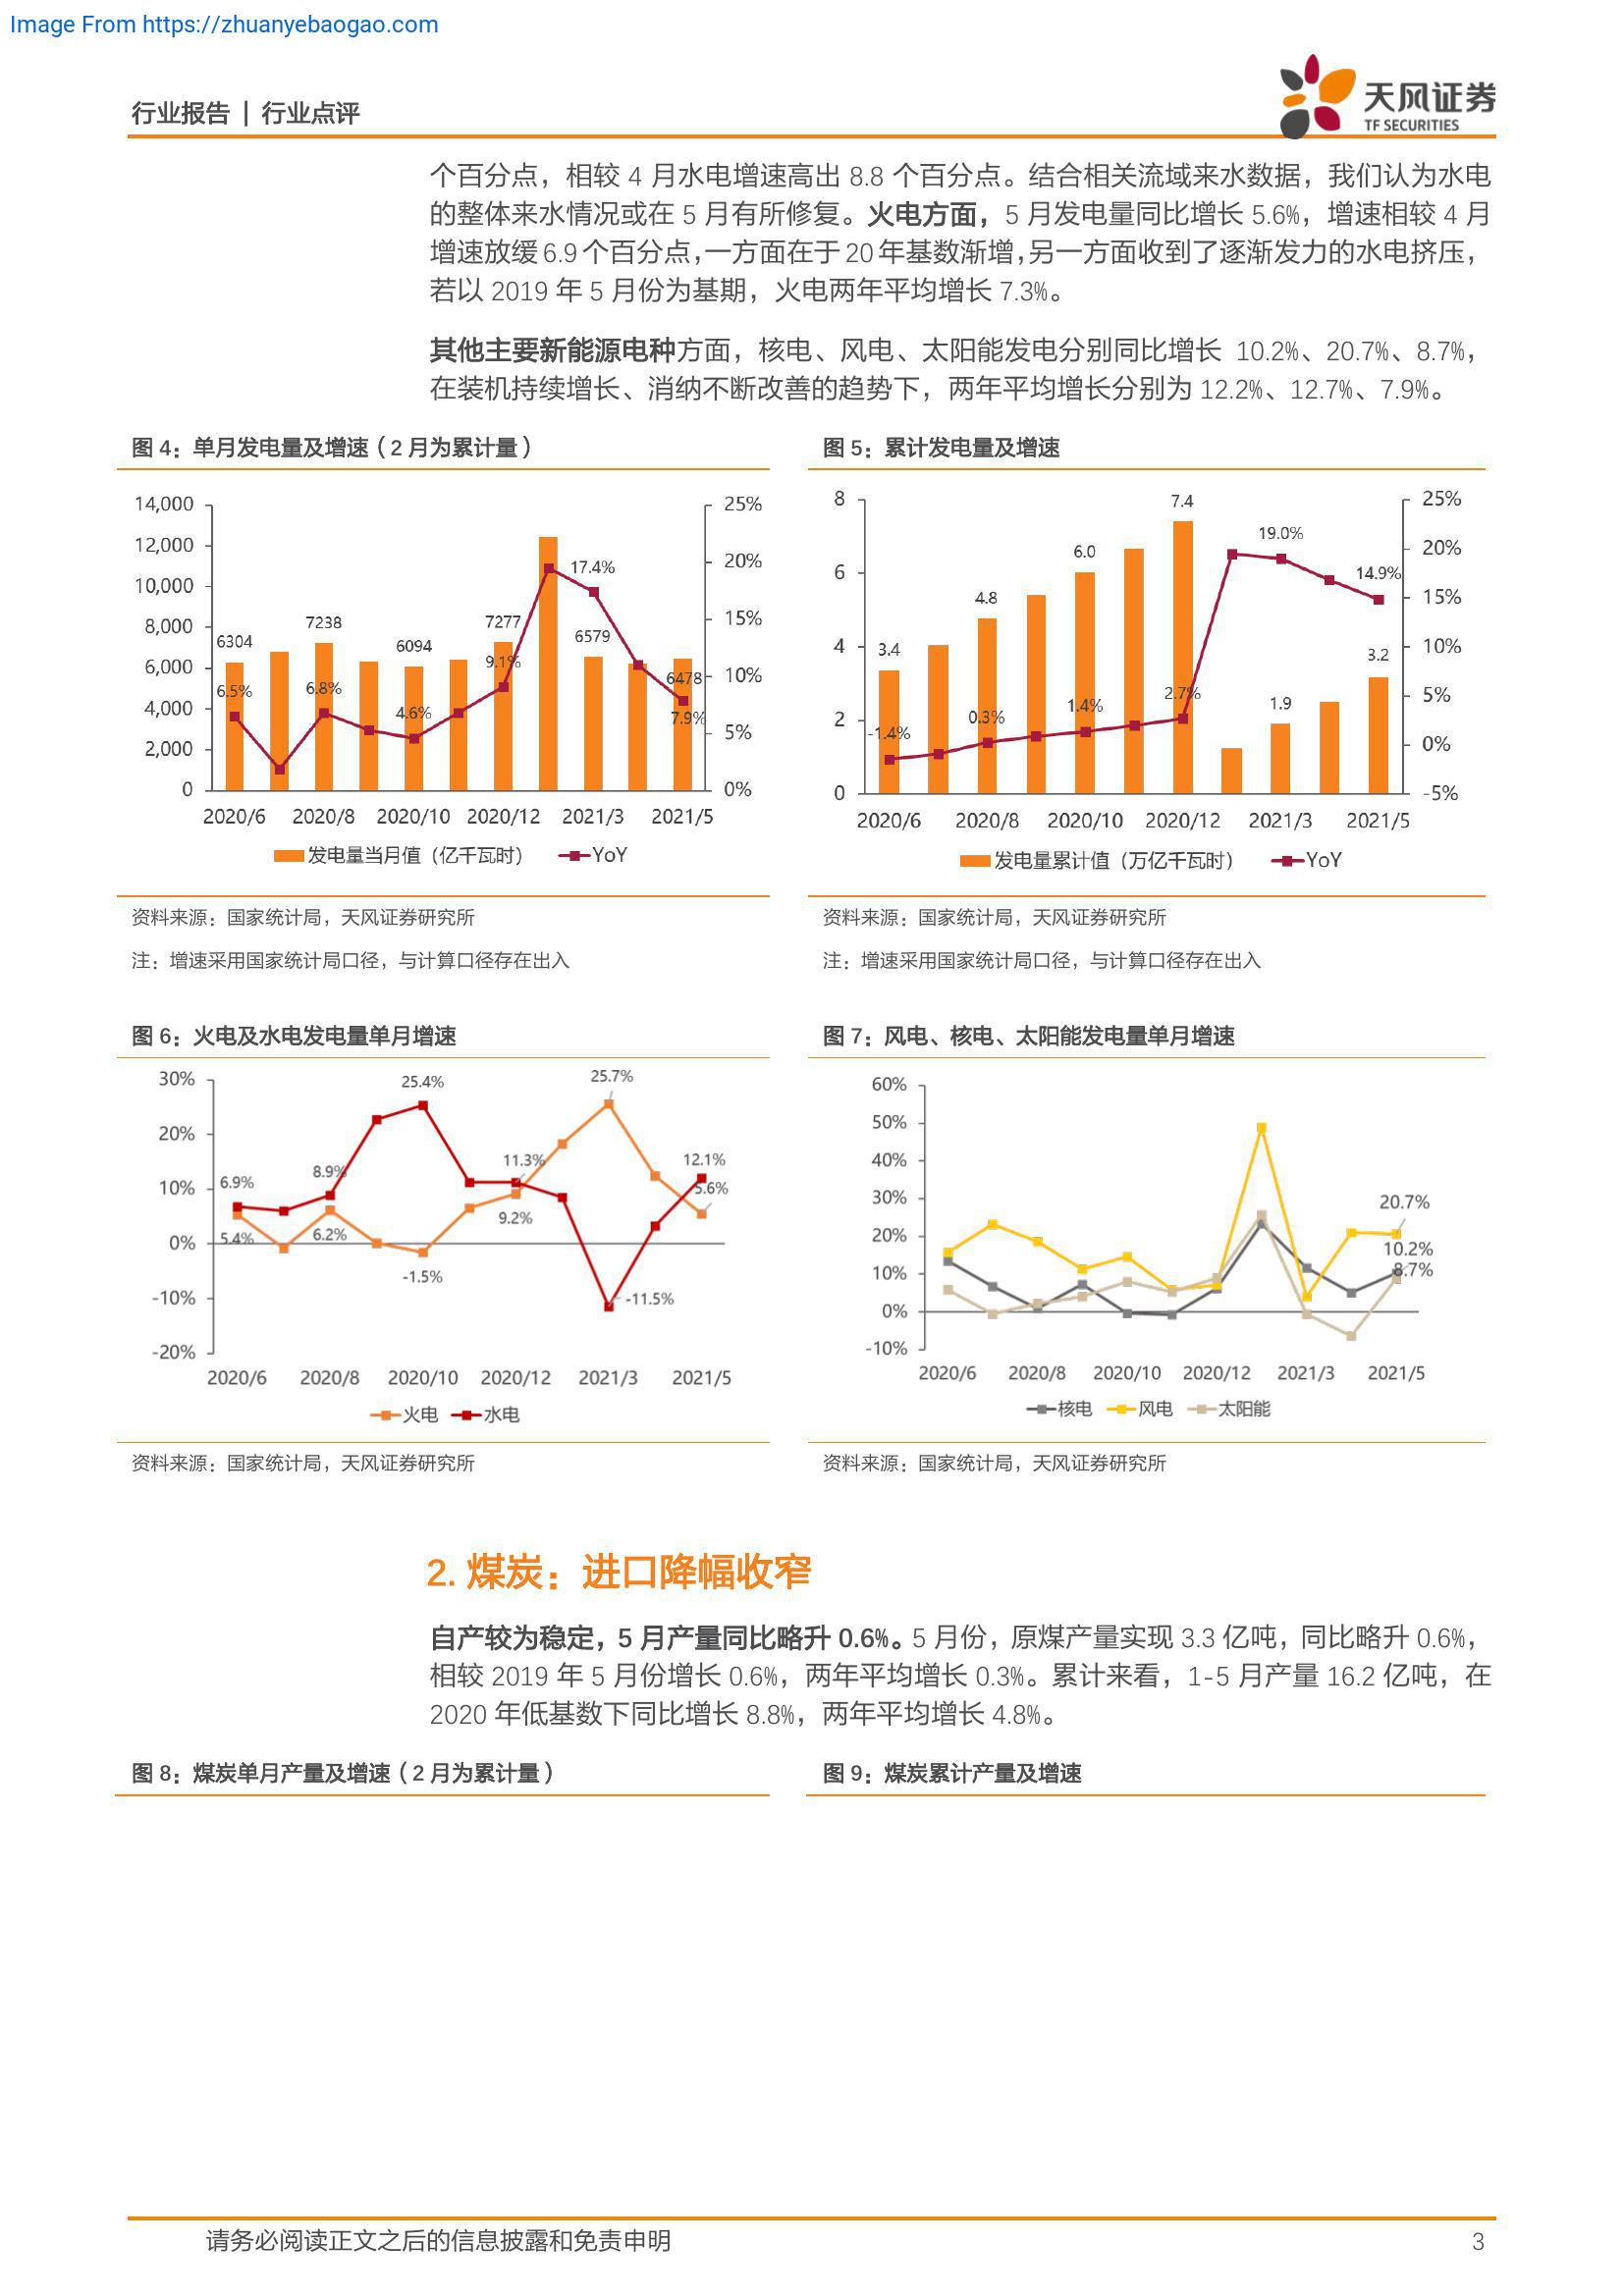 Image From https://zhuanyebaogao.com
行业报告 | 行业点评
天风证券
TF SECURITIES
个百分点，相较 4 月水电增速高出 8.8 个百分点。结合相关流域来水数据，我们认为水电
的整体来水情况或在 5 月有所修复。火电方面，5 月发电量同比增长 5.6%，增速相较 4 月
增速放缓 6.9 个百分点，一方面在于 20 年基数渐增，另一方面收到了逐渐发力的水电挤压，
若以 2019 年 5 月份为基期，火电两年平均增长 7.3%。
其他主要新能源电种方面，核电、风电、太阳能发电分别同比增长 10.2%、20.7%、8.7%，
在装机持续增长、消纳不断改善的趋势下，两年平均增长分别为 12.2%、12.7%、7.9%。
图 4：单月发电量及增速（2 月为累计量）
14,000
12,000
10,000
8,000
6,000
4,000
2,000
0
25%
20%
15%
10%
5%
0%
6304
7238
6094
7277
6579
6478
6.5%
6.8%
4.6%
9.1%
17.4%
7.9%
2020/6 2020/8 2020/10 2020/12 2021/3 2021/5
发电量当月值（亿千瓦时） YoY
资料来源：国家统计局，天风证券研究所
注：增速采用国家统计局口径，与计算口径存在出入
图 5：累计发电量及增速
8
6
4
2
0
25%
20%
15%
10%
5%
0%
-5%
3.4
4.8
6.0
7.4
1.9
3.2
-1.4%
0.3%
1.4%
2.7%
19.0%
14.9%
2020/6 2020/8 2020/10 2020/12 2021/3 2021/5
发电量累计值（万亿千瓦时） YoY
资料来源：国家统计局，天风证券研究所
注：增速采用国家统计局口径，与计算口径存在出入
图 6：火电及水电发电量单月增速
30%
20%
10%
0%
-10%
-20%
6.9%
8.9%
25.4%
11.3%
-11.5%
12.1%
5.4%
6.2%
-1.5%
9.2%
25.7%
5.6%
2020/6 2020/8 2020/10 2020/12 2021/3 2021/5
火电 水电
资料来源：国家统计局，天风证券研究所
图 7：风电、核电、太阳能发电量单月增速
60%
50%
40%
30%
20%
10%
0%
-10%
20.7%
10.2%
8.7%
2020/6 2020/8 2020/10 2020/12 2021/3 2021/5
核电 风电 太阳能
资料来源：国家统计局，天风证券研究所
2. 煤炭：进口降幅收窄
自产较为稳定，5 月产量同比略升 0.6%。5 月份，原煤产量实现 3.3 亿吨，同比略升 0.6%，
相较 2019 年 5 月份增长 0.6%，两年平均增长 0.3%。累计来看，1-5 月产量 16.2 亿吨，在
2020 年低基数下同比增长 8.8%，两年平均增长 4.8%。
图 8：煤炭单月产量及增速（2 月为累计量）
图 9：煤炭累计产量及增速
请务必阅读正文之后的信息披露和免责申明
3